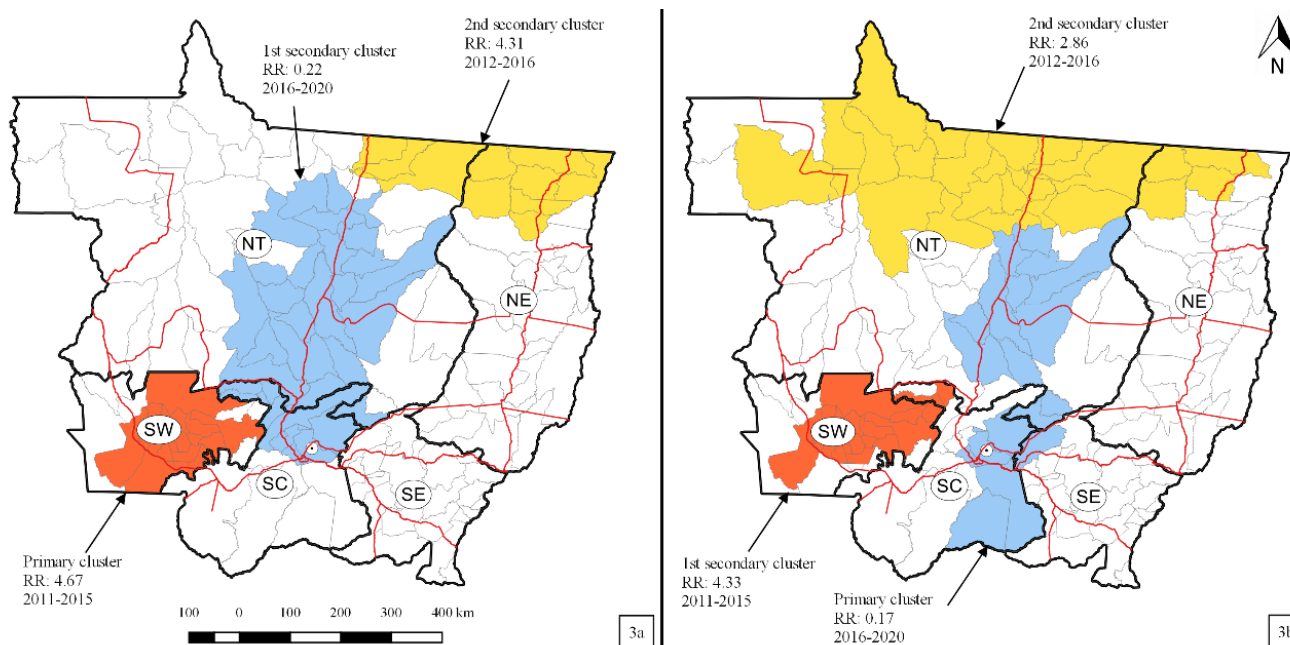 1st secondary cluster
RR: 0.22
2016-2020
2nd secondary cluster
RR: 4.31
2012-2016
NT
NE
SW
SC
SE
Primary cluster
RR: 4.67
2011-2015
100 0 100 200 300 400 km
3a
2nd secondary cluster
RR: 2.86
2012-2016
N
NT
NE
SW
SC
SE
1st secondary cluster
RR: 4.33
2011-2015
Primary cluster
RR: 0.17
2016-2020
3b